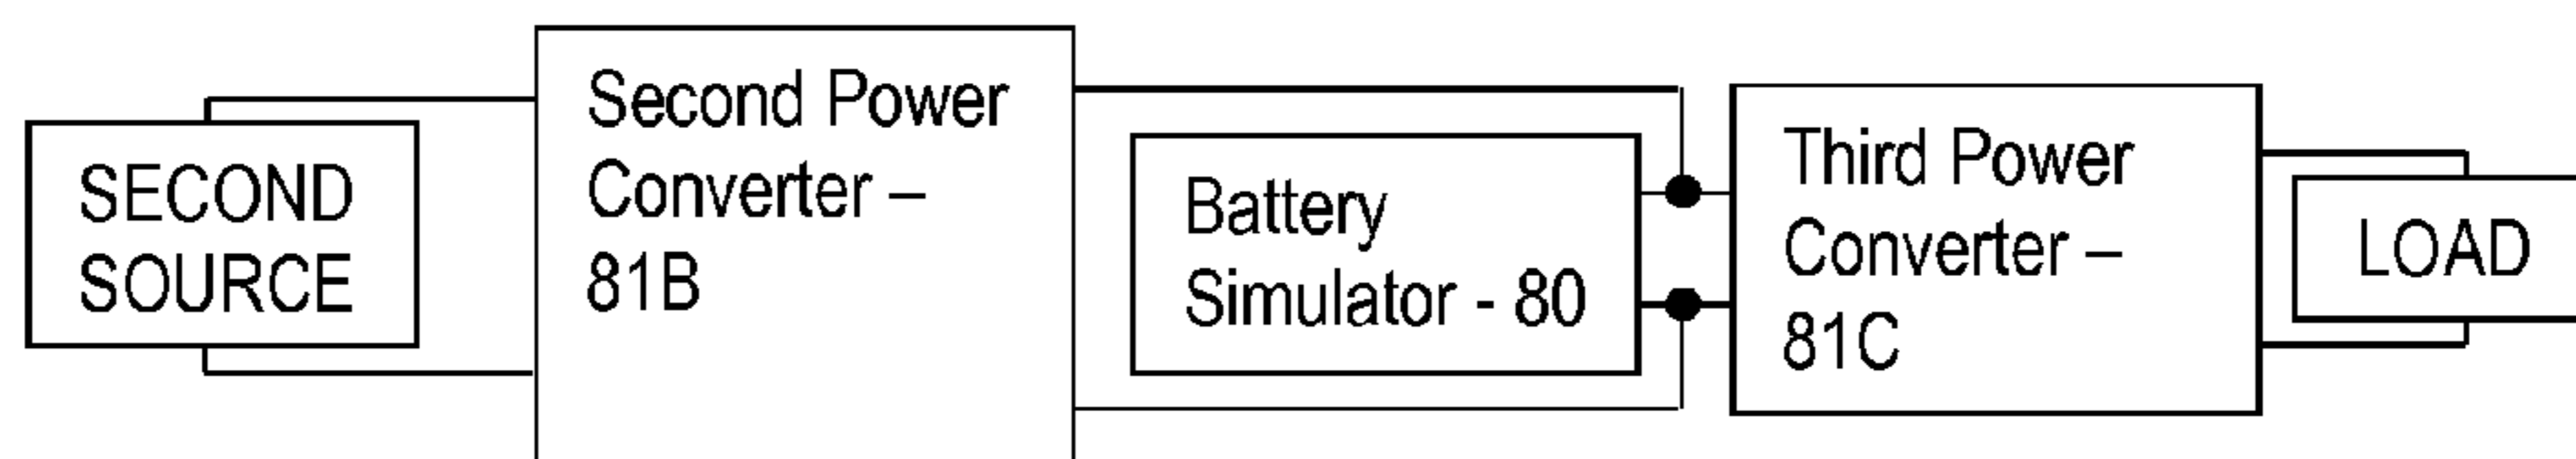 SECOND
SOURCE
Second Power
Converter –
81B
Battery
Simulator - 80
Third Power
Converter –
81C
LOAD